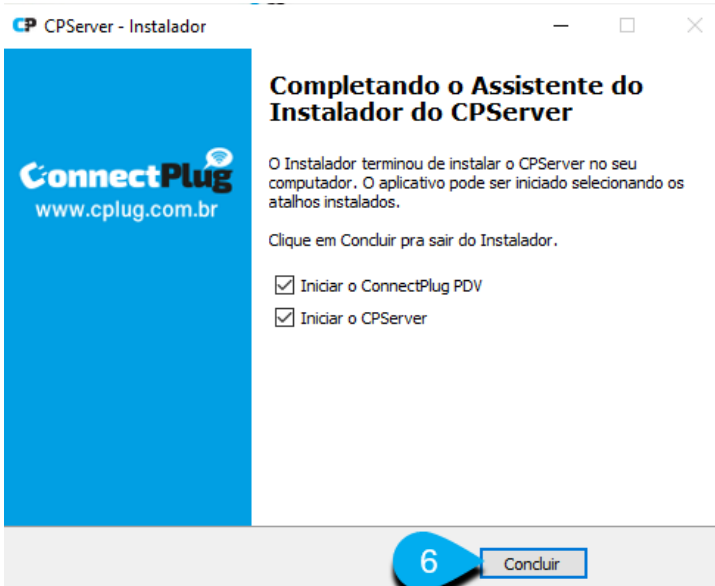 CP CPServer - Instalador
ConnectPlug
www.cplug.com.br
Completando o Assistente do
Instalador do CPServer
O Instalador terminou de instalar o CPServer no seu
computador. O aplicativo pode ser iniciado selecionando os
atalhos instalados.
Clique em Concluir pra sair do Instalador.
Iniciar o ConnectPlug PDV
Iniciar o CPServer
6
Concluir